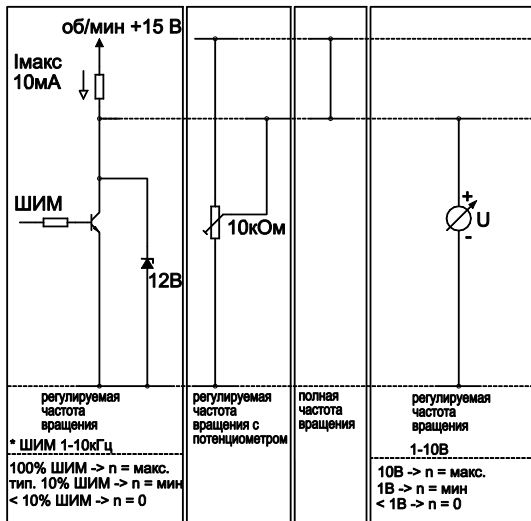 об/мин +15 В
Iмакс
10мА
ШИМ
12В
регулируемая
частота
вращения
* ШИМ 1-10кГц
100% ШИМ -> n = макс.
тип. 10% ШИМ -> n = мин
< 10% ШИМ -> n = 0
10кОм
регулируемая
частота
вращения с
потенциометром
полная
частота
вращения
+
U
-
регулируемая
частота
вращения
1-10В
10В -> n = макс.
1В -> n = мин
< 1В -> n = 0